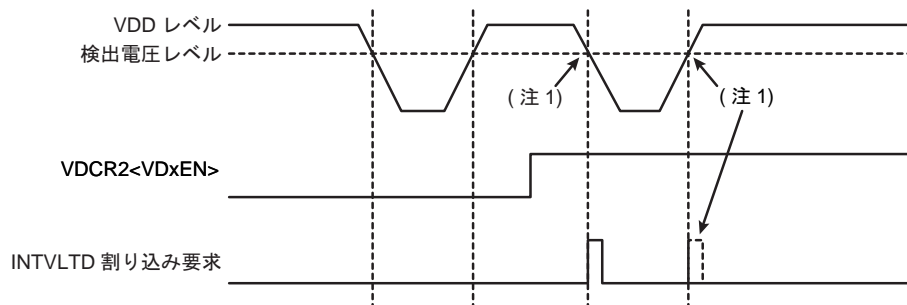 VDD レベル
検出電圧レベル
( 注 1)
( 注 1)
VDCR2<VDxEN>
INTVLTD 割り込み要求